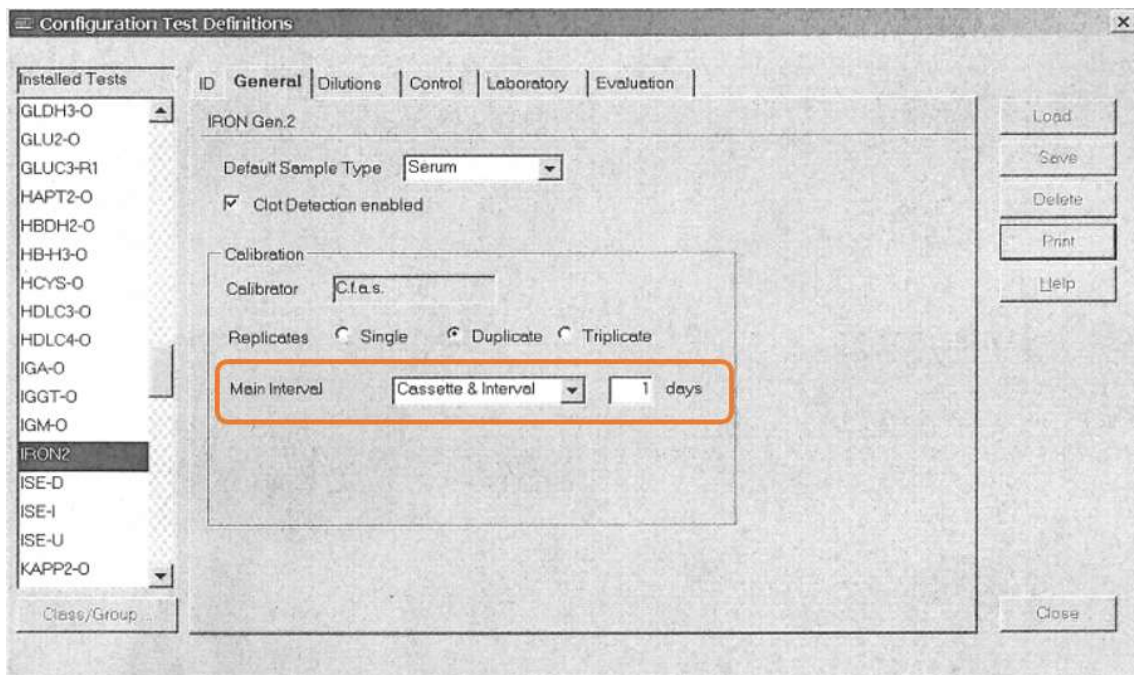 Configuration Test Definitions
Installed Tests
GLDH3-O
GLU2-O
GLUC3-R1
HAPT2-O
HBDH2-O
HB-H3-O
HCYS-O
HDLC3-O
HDLC4-O
IGA-O
IGGT-O
IGM-O
IRON2
ISE-D
ISE-I
ISE-U
KAPP2-O
Class/Group ...
ID General Dilutions Control Laboratory Evaluation
IRON Gen.2
Default Sample Type Serum
Clot Detection enabled
Calibration
Calibrator C.f.a.s.
Replicates Single Duplicate Triplicate
Main Interval Cassette & Interval 1 days
Load
Save
Delete
Print
Help
Close